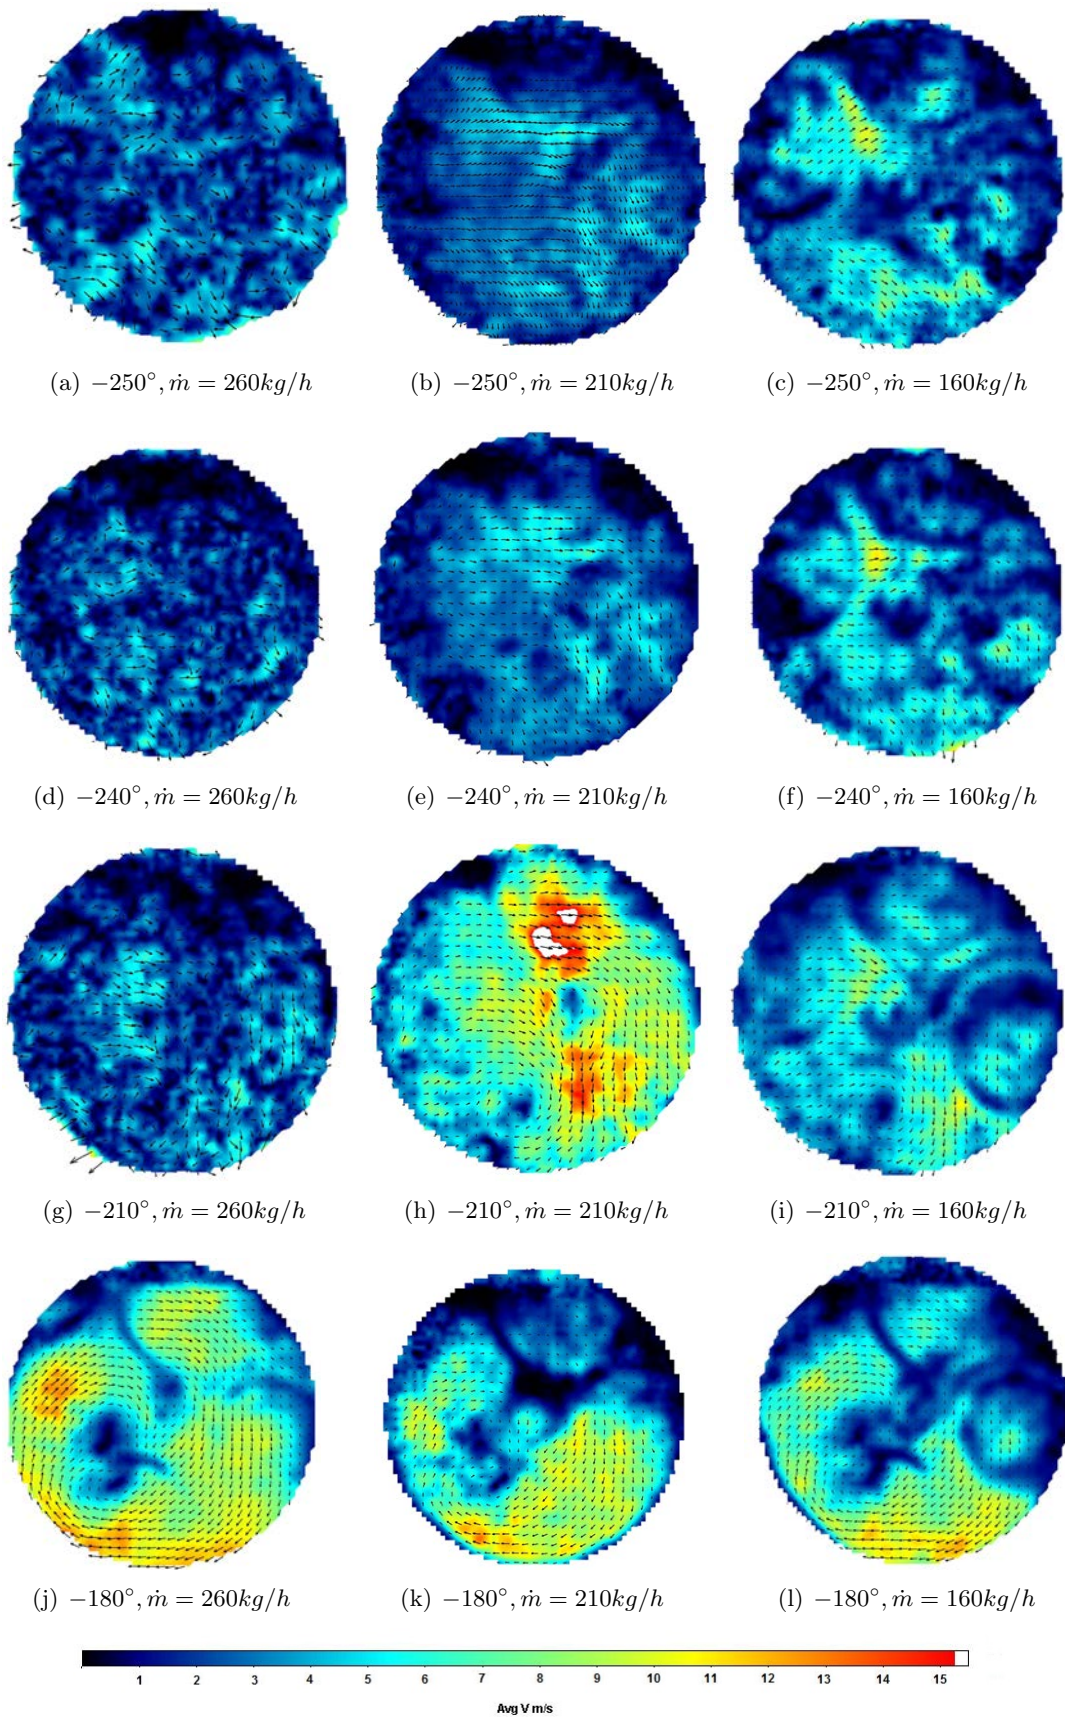 (a) −250°, ṁ = 260kg/h (b) −250°, ṁ = 210kg/h (c) −250°, ṁ = 160kg/h
(d) −240°, ṁ = 260kg/h (e) −240°, ṁ = 210kg/h (f) −240°, ṁ = 160kg/h
(g) −210°, ṁ = 260kg/h (h) −210°, ṁ = 210kg/h (i) −210°, ṁ = 160kg/h
(j) −180°, ṁ = 260kg/h (k) −180°, ṁ = 210kg/h (l) −180°, ṁ = 160kg/h
1 2 3 4 5 6 7 8 9 10 11 12 13 14 15
Avg V m/s